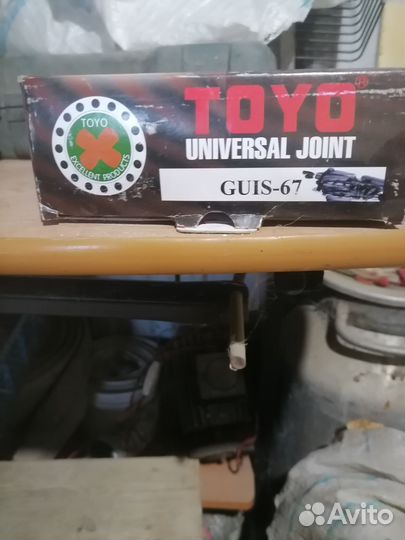 TOYO
EXCELLENT PRODUCTS
TOYO®
UNIVERSAL JOINT
GUIS-67
Avito